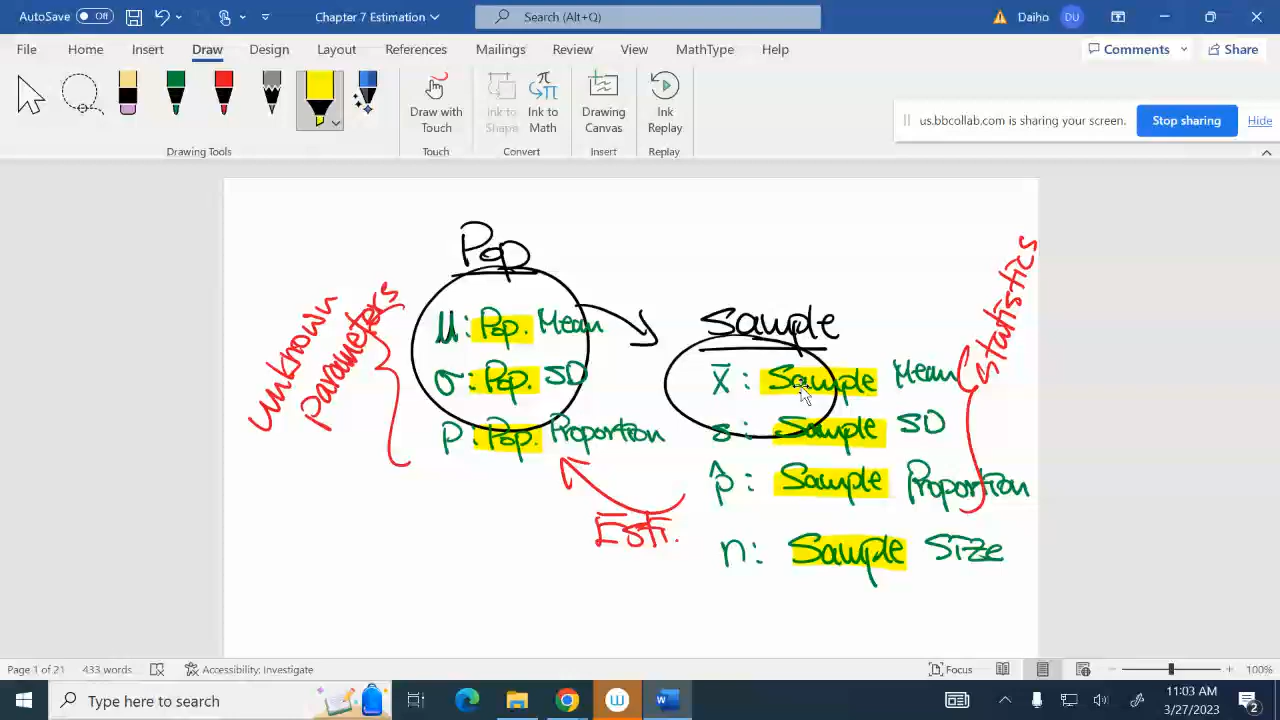 AutoSave Off Chapter 7 Estimation Search (Alt+Q) Daiho DU
File Home Insert Draw Design Layout References Mailings Review View MathType Help Comments Share
Draw with Touch
Ink to Shape
Ink to Math
Drawing Canvas
Ink Replay
us.bbcollab.com is sharing your screen. Stop sharing Hide
Drawing Tools Touch Convert Insert Replay
Pop
unknown parameters
μ: Pop. Mean
σ: Pop. SD
p: Pop. Proportion
Esti.
Sample
x̄: Sample Mean
s: Sample SD
p̂: Sample Proportion
n: Sample Size
Statistics
Page 1 of 21 433 words Accessibility: Investigate Focus 100%
Type here to search W 11:03 AM
3/27/2023 2